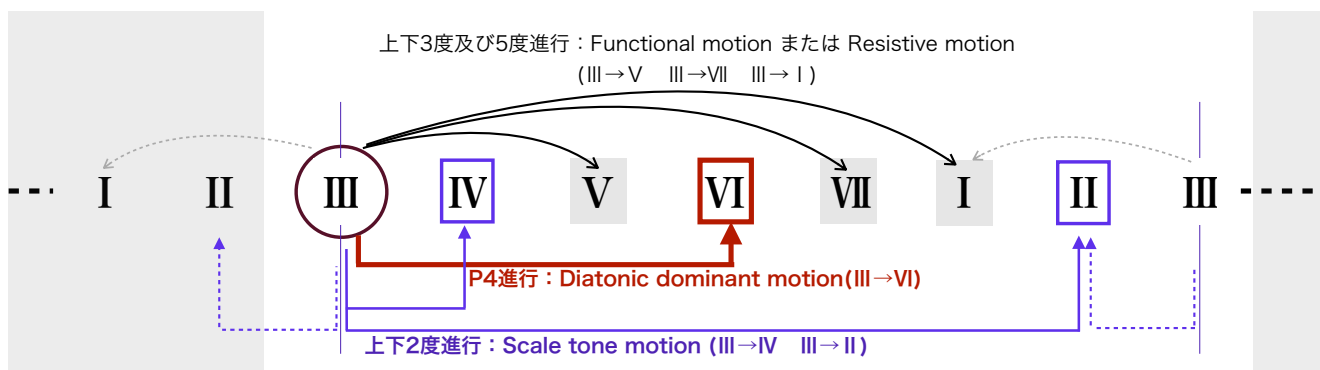 上下3度及び5度進行：Functional motion または Resistive motion
(Ⅲ→Ⅴ　Ⅲ→Ⅶ　Ⅲ→Ⅰ)
Ⅰ Ⅱ Ⅲ Ⅳ Ⅴ Ⅵ Ⅶ Ⅰ Ⅱ Ⅲ
P4進行：Diatonic dominant motion(Ⅲ→Ⅵ)
上下2度進行：Scale tone motion (Ⅲ→Ⅳ　Ⅲ→Ⅱ)